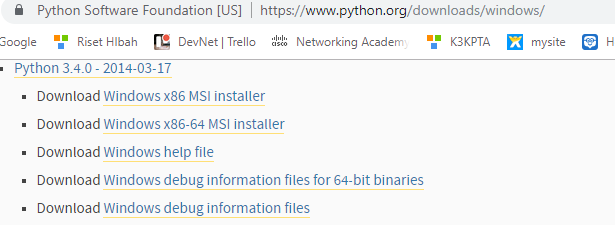 Python Software Foundation [US] | https://www.python.org/downloads/windows/
Google Riset HIbah DevNet | Trello cisco Networking Academy K3KPTA mysite H
Python 3.4.0 - 2014-03-17
Download Windows x86 MSI installer
Download Windows x86-64 MSI installer
Download Windows help file
Download Windows debug information files for 64-bit binaries
Download Windows debug information files